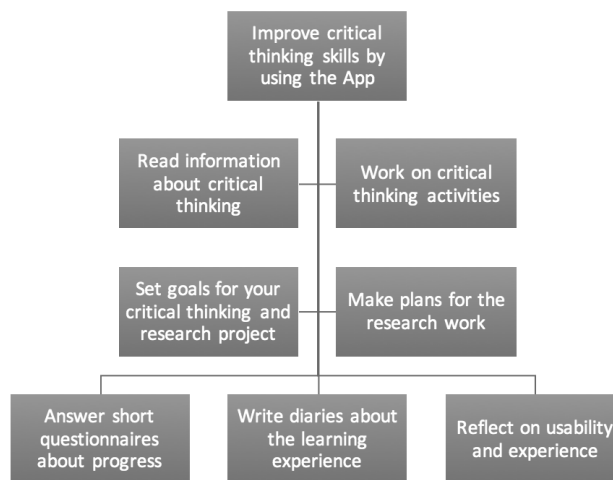 Improve critical
thinking skills by
using the App
Read information
about critical
thinking
Work on critical
thinking activities
Set goals for your
critical thinking and
research project
Make plans for the
research work
Answer short
questionnaires
about progress
Write diaries about
the learning
experience
Reflect on usability
and experience